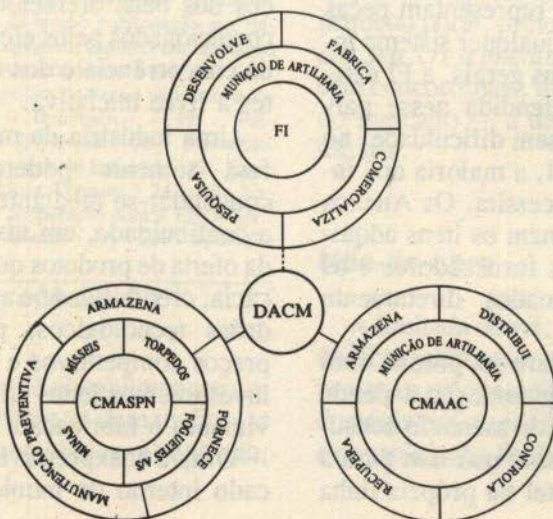 DESENVOLVE
FABRICA
COMERCIALIZA
PESQUISA
MUNIÇÃO DE ARTILHARIA
FI
DACM
ARMAZENA
FORNECE
MANUTENÇÃO PREVENTIVA
MÍSSEIS
TORPEDOS
FOGUETES AS
CMASPN
ARMAZENA
DISTRIBUI
CONTROLA
RECUPERA
MUNIÇÃO DE ARTILHARIA
CMAAC